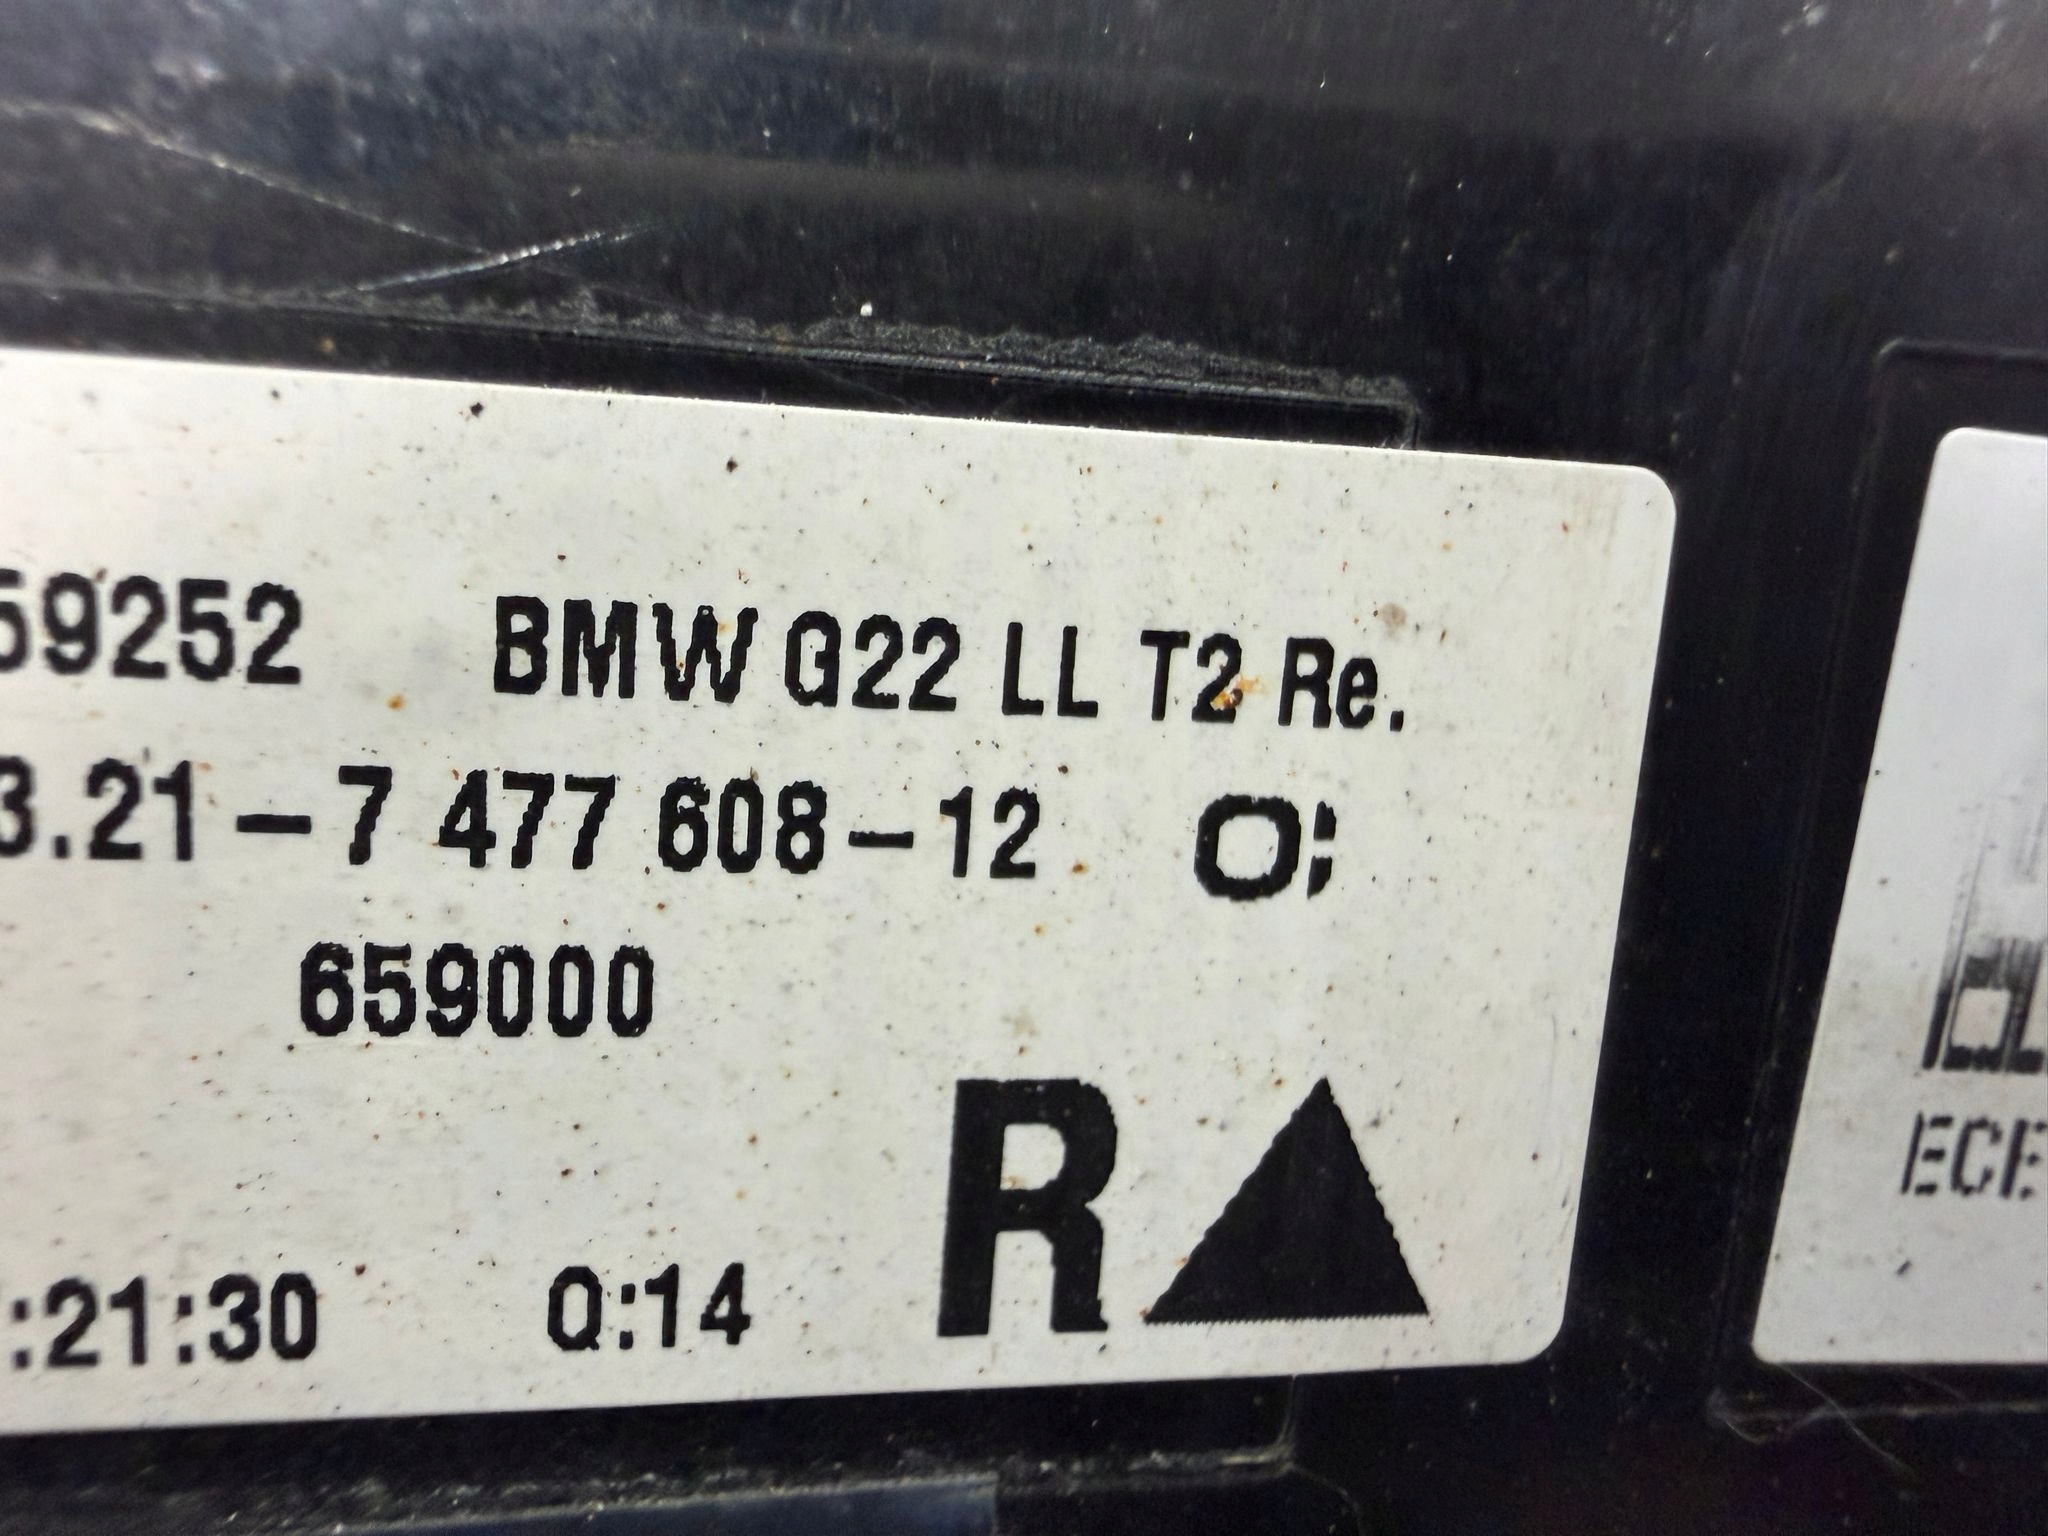 59252 BMW G22 LL T2 Re.
3.21-7 477 608-12
659000
R
:21:30 Q:14
ECE